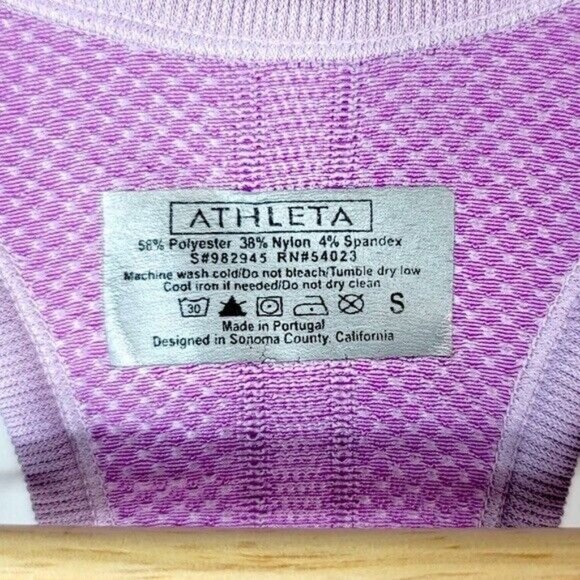 ATHLETA
58% Polyester 38% Nylon 4% Spandex
S#982945 RN#54023
Machine wash cold/Do not bleach/Tumble dry low
Cool iron if needed/Do not dry clean
30 S
Made in Portugal
Designed in Sonoma County, California